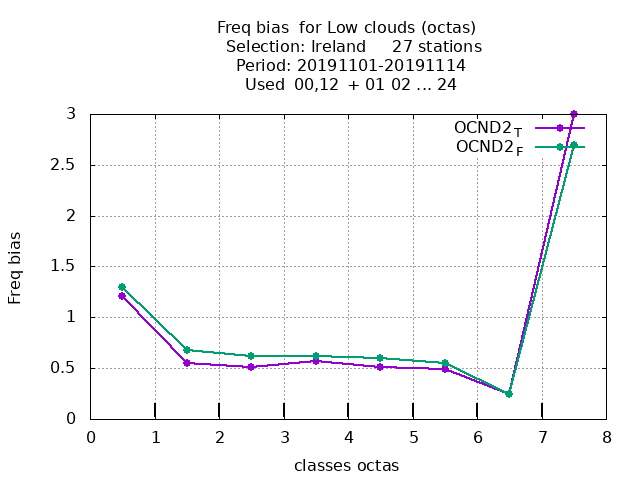 Freq bias  for Low clouds (octas)
Selection: Ireland     27 stations
Period: 20191101-20191114
Used  00,12  + 01 02 ... 24
OCND2_T
OCND2_F
3
2.5
2
1.5
1
0.5
0
Freq bias
0 1 2 3 4 5 6 7 8
classes octas